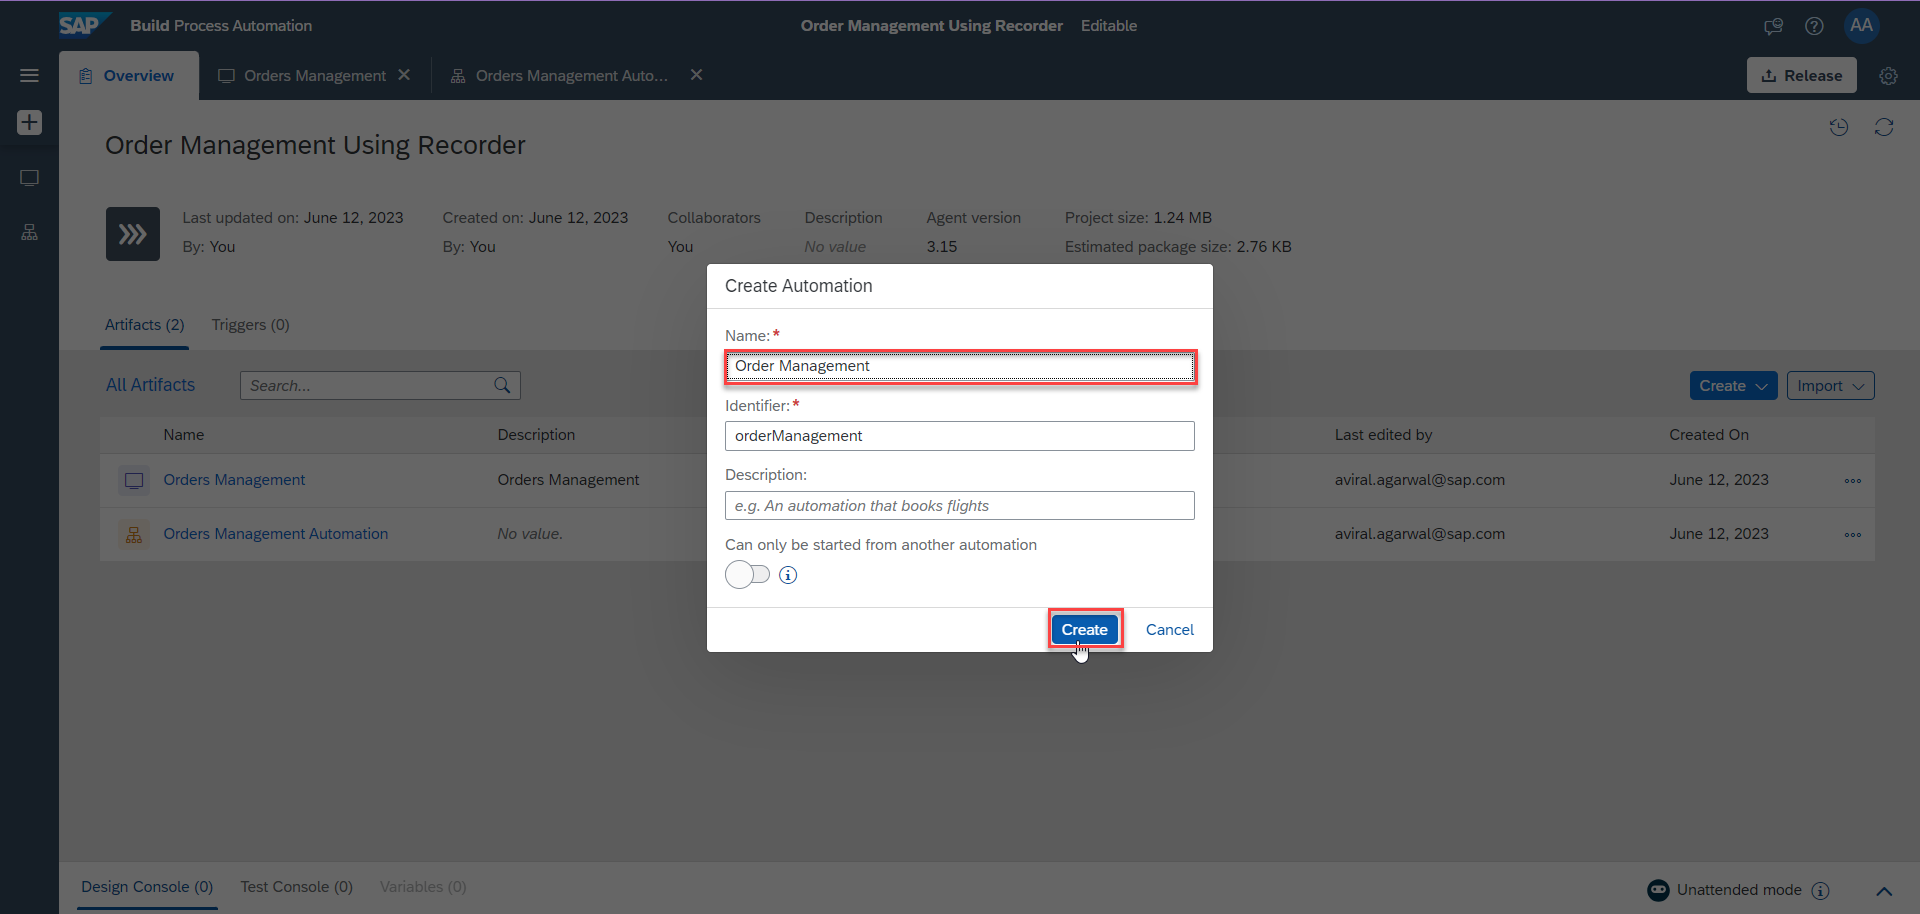 SAP Build Process Automation
Order Management Using Recorder Editable
AA
Overview
Orders Management
Orders Management Auto...
Release
Order Management Using Recorder
Last updated on: June 12, 2023
By: You
Created on: June 12, 2023
By: You
Collaborators
You
Description
No value
Agent version
3.15
Project size: 1.24 MB
Estimated package size: 2.76 KB
Artifacts (2)
Triggers (0)
All Artifacts
Search...
Create
Import
Name Description Last edited by Created On
Orders Management Orders Management aviral.agarwal@sap.com June 12, 2023
Orders Management Automation No value. aviral.agarwal@sap.com June 12, 2023
Create Automation
Name:*
Order Management
Identifier:*
orderManagement
Description:
e.g. An automation that books flights
Can only be started from another automation
Create Cancel
Design Console (0) Test Console (0) Variables (0)
Unattended mode